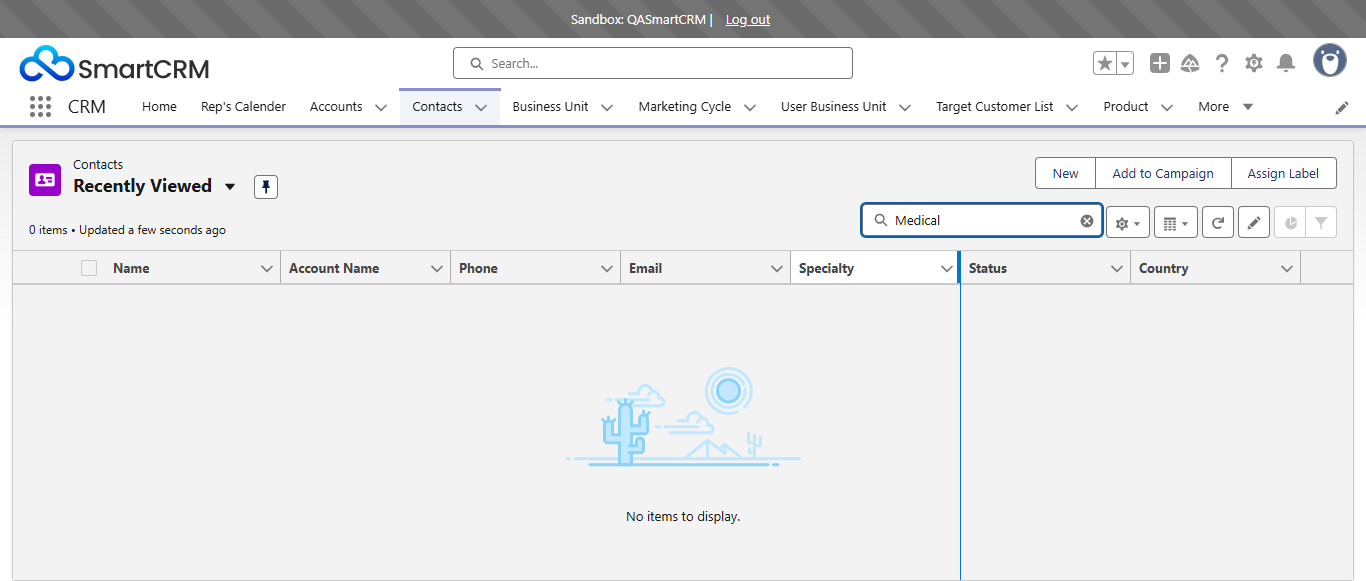 Sandbox: QASmartCRM | Log out
SmartCRM
Search...
CRM Home Rep's Calender Accounts Contacts Business Unit Marketing Cycle User Business Unit Target Customer List Product More
Contacts
Recently Viewed
New Add to Campaign Assign Label
0 items • Updated a few seconds ago
Medical
Name Account Name Phone Email Specialty Status Country
No items to display.